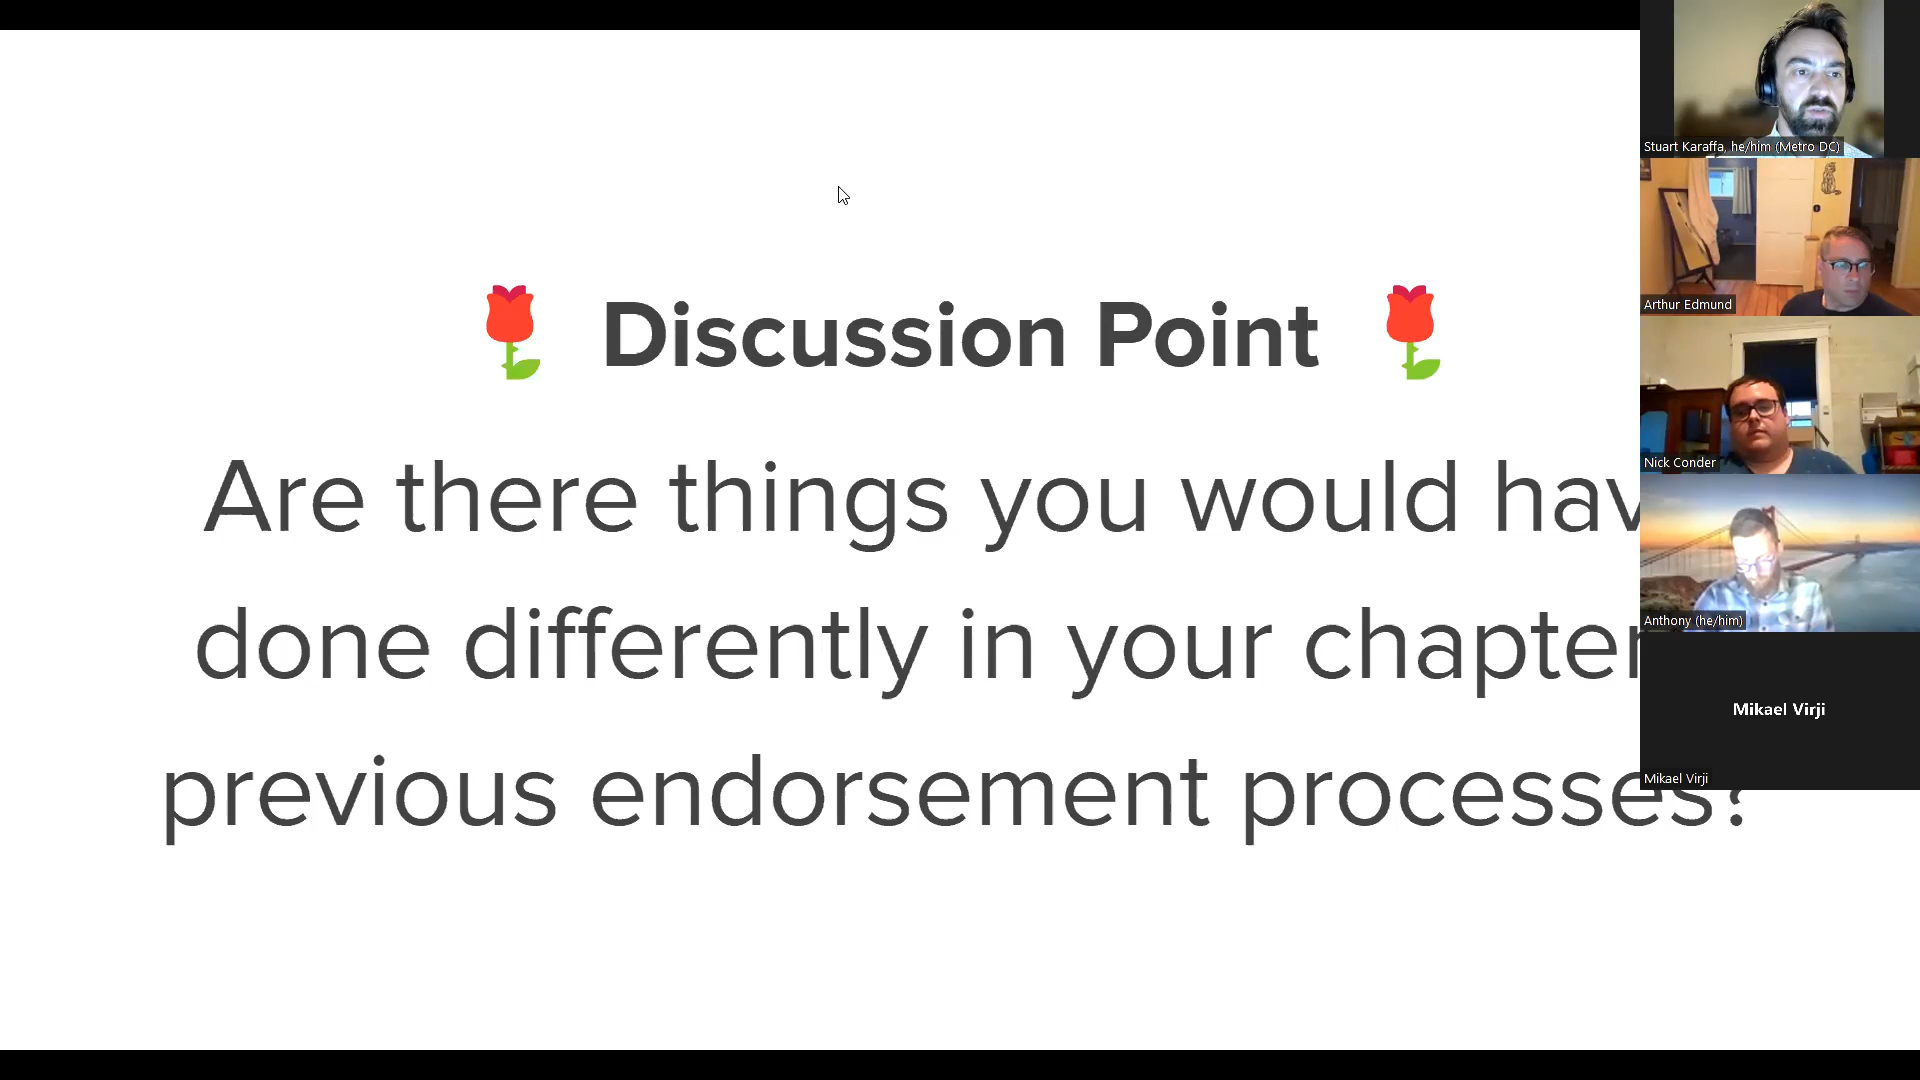 Discussion Point
Are there things you would hav
done differently in your chapter
previous endorsement processes?
Stuart Karaffa, he/him (Metro DC)
Arthur Edmund
Nick Conder
Anthony (he/him)
Mikael Virji
Mikael Virji